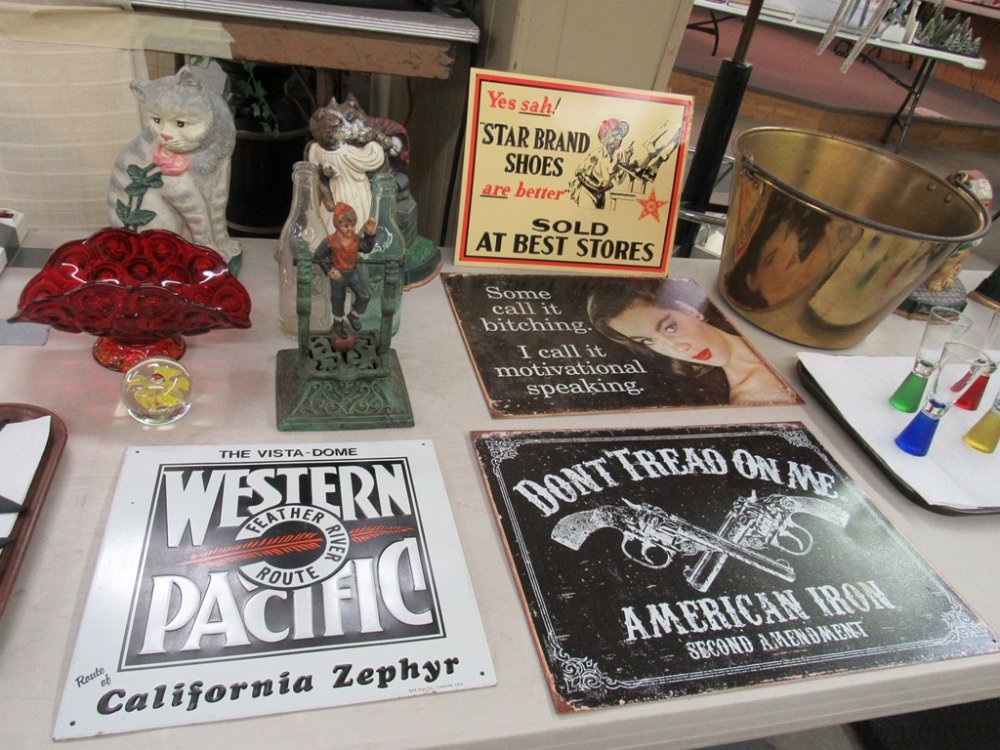 Yes sah!
"STAR BRAND
SHOES
are better"
SOLD
AT BEST STORES
Some
call it
bitching.
I call it
motivational
speaking.
THE VISTA-DOME
WESTERN
FEATHER RIVER
ROUTE
PACIFIC
Route
of
California Zephyr
DON'T TREAD ON ME
AMERICAN IRON
SECOND AMENDMENT